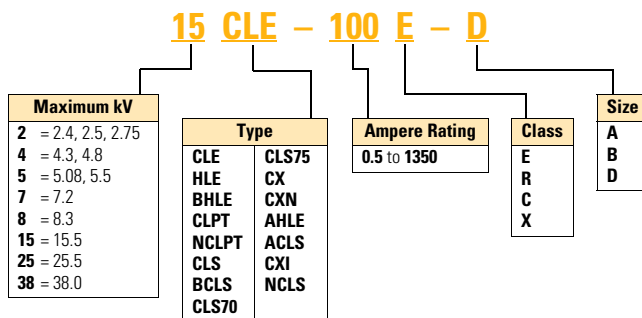 15 CLE – 100 E – D
Maximum kV
2 = 2.4, 2.5, 2.75
4 = 4.3, 4.8
5 = 5.08, 5.5
7 = 7.2
8 = 8.3
15 = 15.5
25 = 25.5
38 = 38.0
Type
CLE CLS75
HLE CX
BHLE CXN
CLPT AHLE
NCLPT ACLS
CLS CXI
BCLS NCLS
CLS70
Ampere Rating
0.5 to 1350
Class
E
R
C
X
Size
A
B
D